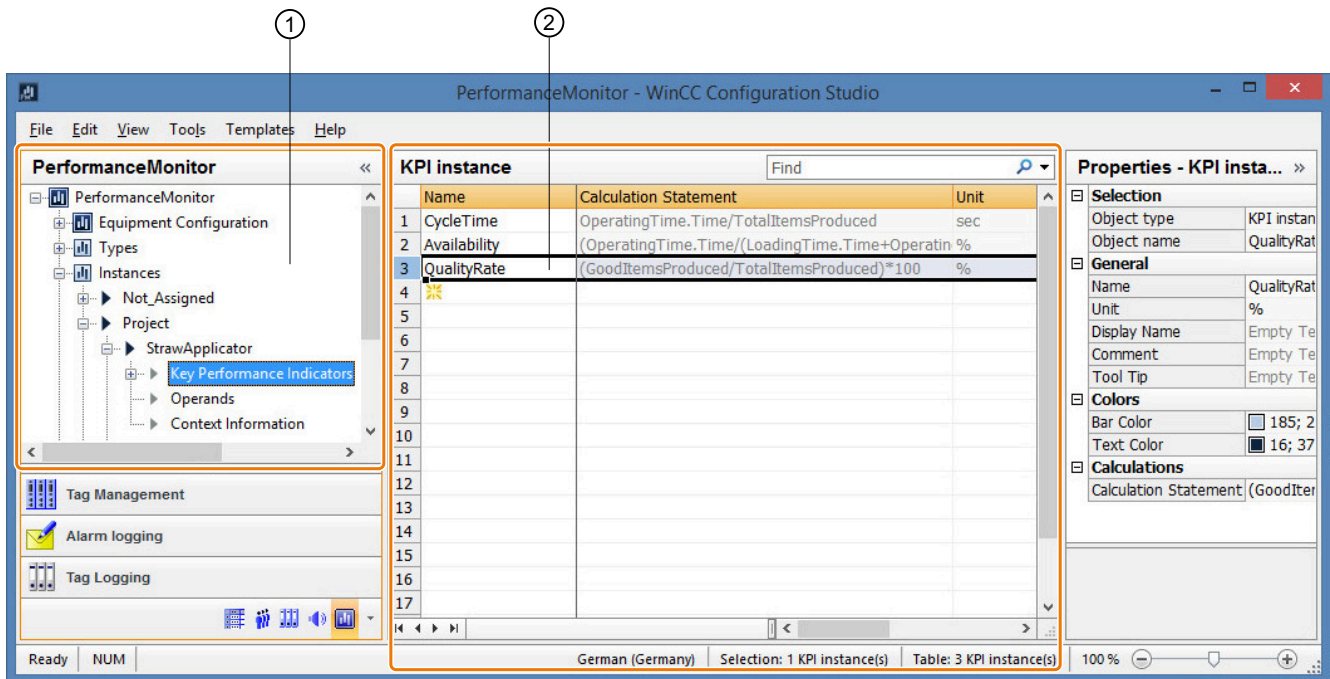 1 2
PerformanceMonitor - WinCC Configuration Studio
File Edit View Tools Templates Help
PerformanceMonitor «
PerformanceMonitor
Equipment Configuration
Types
Instances
Not_Assigned
Project
StrawApplicator
Key Performance Indicators
Operands
Context Information
Tag Management
Alarm logging
Tag Logging
KPI instance Find
Name Calculation Statement Unit
1 CycleTime OperatingTime.Time/TotalItemsProduced sec
2 Availability (OperatingTime.Time/(LoadingTime.Time+Operatin %
3 QualityRate (GoodItemsProduced/TotalItemsProduced)*100 %
4
5
6
7
8
9
10
11
12
13
14
15
16
17
Properties - KPI insta... »
Selection
Object type KPI instan
Object name QualityRat
General
Name QualityRat
Unit %
Display Name Empty Te
Comment Empty Te
Tool Tip Empty Te
Colors
Bar Color 185; 2
Text Color 16; 37
Calculations
Calculation Statement (GoodIter
Ready NUM German (Germany) Selection: 1 KPI instance(s) Table: 3 KPI instance(s) 100 %